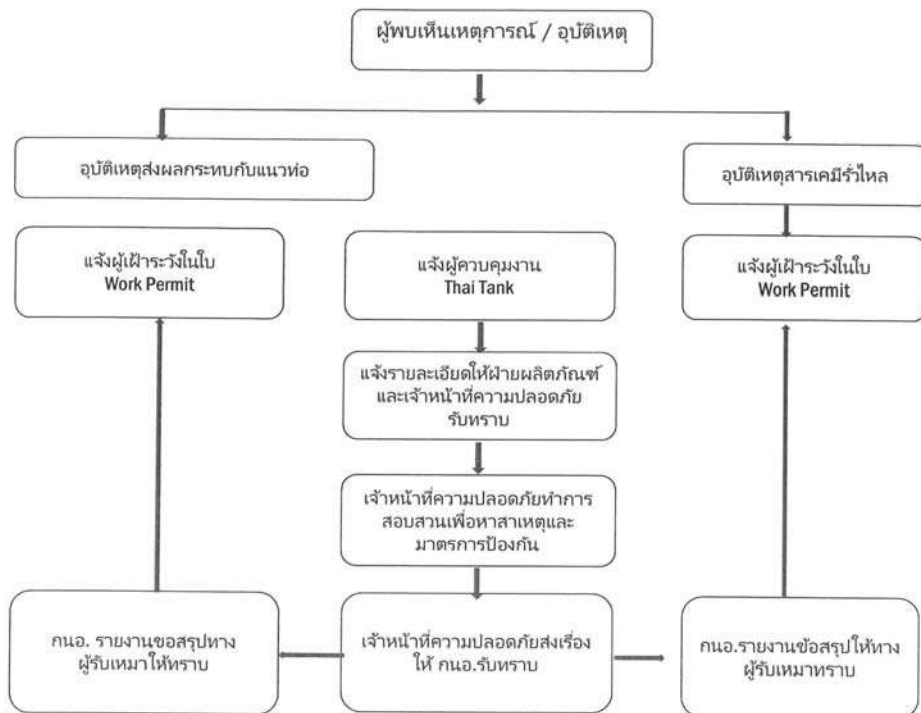 ผู้พบเห็นเหตุการณ์ / อุบัติเหตุ
อุบัติเหตุส่งผลกระทบกับแนวท่อ
อุบัติเหตุสารเคมีรั่วไหล
แจ้งผู้เฝ้าระวังในใบ
Work Permit
แจ้งผู้ควบคุมงาน
Thai Tank
แจ้งผู้เฝ้าระวังในใบ
Work Permit
แจ้งรายละเอียดให้ฝ่ายผลิตภัณฑ์
และเจ้าหน้าที่ความปลอดภัย
รับทราบ
เจ้าหน้าที่ความปลอดภัยทำการ
สอบสวนเพื่อหาสาเหตุและ
มาตรการป้องกัน
กนอ. รายงานขอสรุปทาง
ผู้รับเหมาให้ทราบ
เจ้าหน้าที่ความปลอดภัยส่งเรื่อง
ให้ กนอ.รับทราบ
กนอ.รายงานข้อสรุปให้ทาง
ผู้รับเหมาทราบ